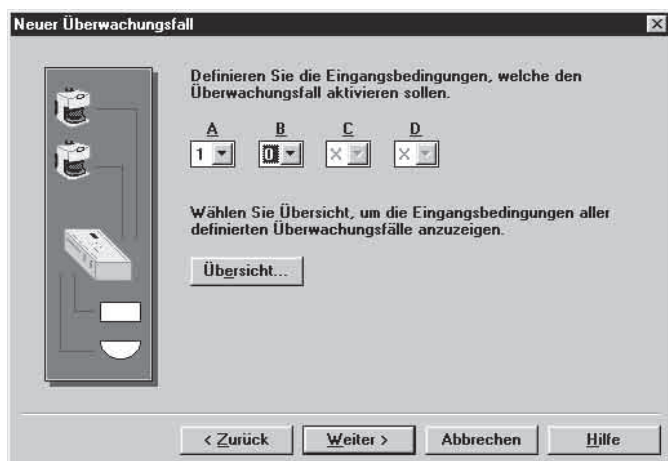 Neuer Überwachungsfall
Definieren Sie die Eingangsbedingungen, welche den
Überwachungsfall aktivieren sollen.
A B C D
1 0 X X
Wählen Sie Übersicht, um die Eingangsbedingungen aller
definierten Überwachungsfälle anzuzeigen.
Übersicht...
< Zurück Weiter > Abbrechen Hilfe